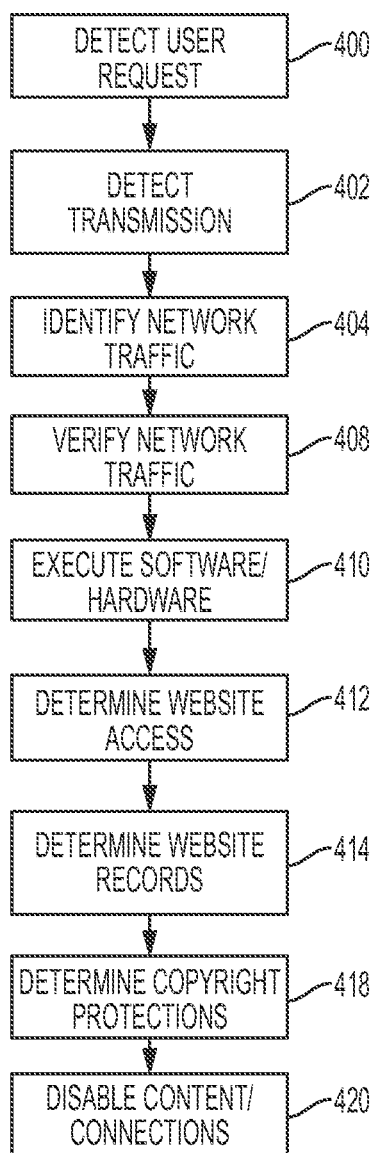 DETECT USER
REQUEST
400
DETECT
TRANSMISSION
402
IDENTIFY NETWORK
TRAFFIC
404
VERIFY NETWORK
TRAFFIC
408
EXECUTE SOFTWARE/
HARDWARE
410
DETERMINE WEBSITE
ACCESS
412
DETERMINE WEBSITE
RECORDS
414
DETERMINE COPYRIGHT
PROTECTIONS
418
DISABLE CONTENT/
CONNECTIONS
420